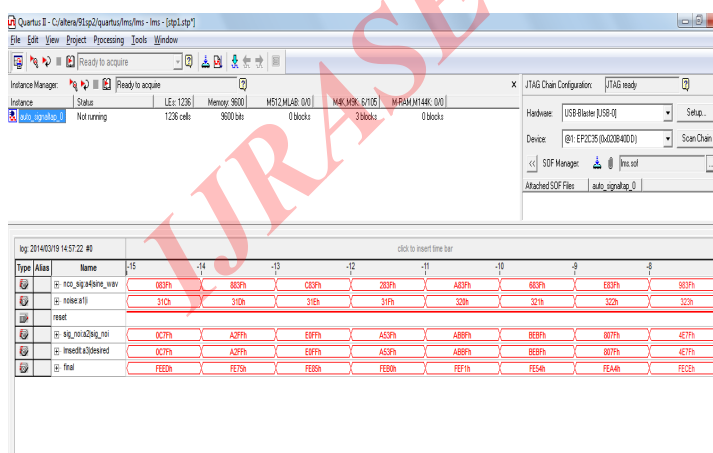 Quartus II - C:/altera/91sp2/quartus/lms/lms - lms - [stp1.stp*]
File Edit View Project Processing Tools Window
Ready to acquire
Instance Manager: Ready to acquire
Instance Status LEs: 1236 Memory: 9600 M512,MLAB: 0/0 M4K,M9K: 6/105 M-RAM,M144K: 0/0
auto_signaltap_0 Not running 1236 cells 9600 bits 0 blocks 3 blocks 0 blocks
JTAG Chain Configuration: JTAG ready
Hardware: USB-Blaster [USB-0] Setup...
Device: @1: EP2C35 (0x020B40DD) Scan Chain
<< SOF Manager: lms.sof ...
Attached SOF Files auto_signaltap_0
log: 2014/03/19 14:57:22 #0 click to insert time bar
Type Alias Name -15 -14 -13 -12 -11 -10 -9 -8
nco_sig:a4|sine_wav 083Fh 883Fh C83Fh 283Fh A83Fh 683Fh E83Fh 983Fh
noise:a1|i 31Ch 31Dh 31Eh 31Fh 320h 321h 322h 323h
reset
sig_noi:a2|sig_noi 0C7Fh A2FFh E0FFh A53Fh ABBFh BEBFh 807Fh 4E7Fh
lmsedit:a3|desired 0C7Fh A2FFh E0FFh A53Fh ABBFh BEBFh 807Fh 4E7Fh
final FEEDh FE75h FE85h FEB0h FEF1h FE54h FEA4h FECEh
IJRASE